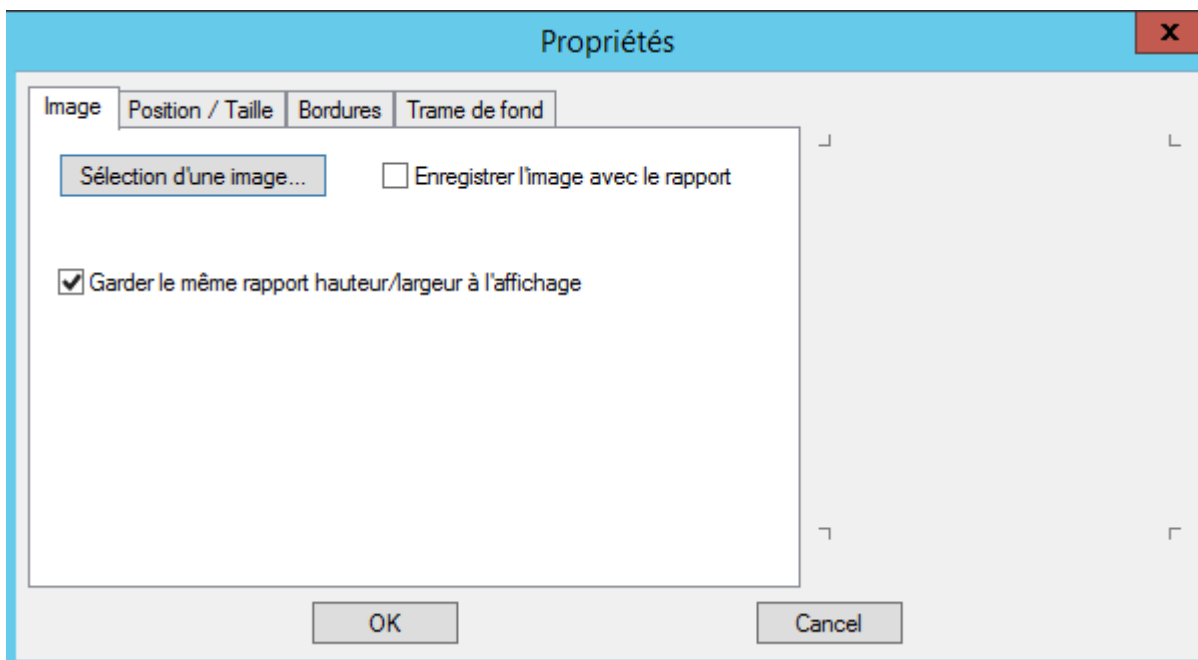 Propriétés
x
Image Position / Taille Bordures Trame de fond
Sélection d'une image... Enregistrer l'image avec le rapport
Garder le même rapport hauteur/largeur à l'affichage
OK Cancel